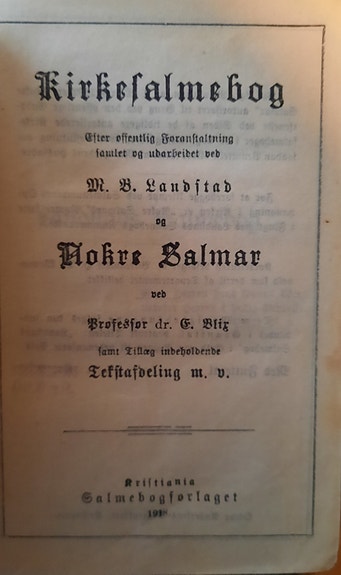 Kirkesalmebog
Efter offentlig Foranstaltning
samlet og udarbeidet ved
M. B. Landstad
og
Nokre Salmar
ved
Professor dr. E. Blix
samt Tillæg indeholdende
Tekstafdeling m. v.
Kristiania
Salmebogforlaget